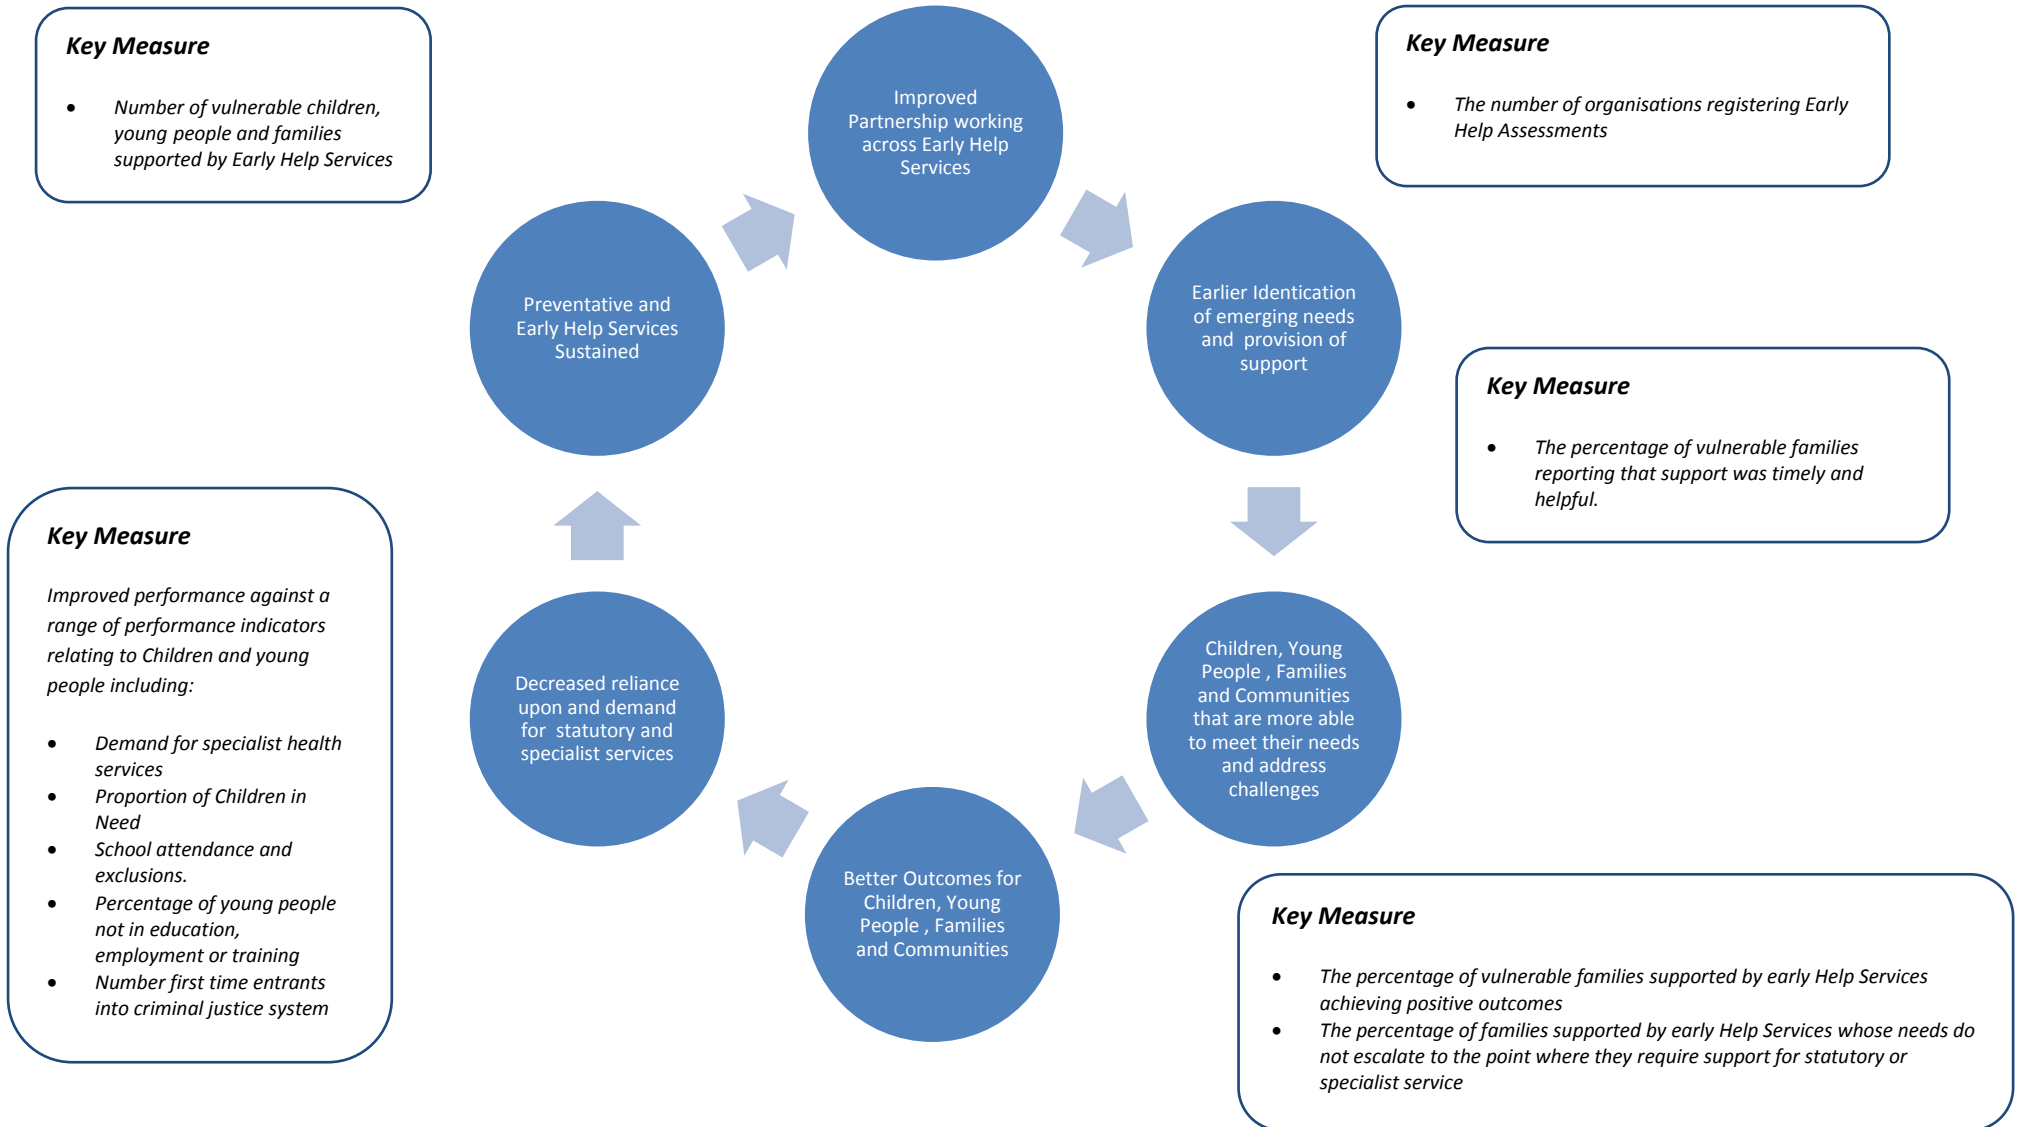 Key Measure
• Number of vulnerable children,
young people and families
supported by Early Help Services
Improved
Partnership working
across Early Help
Services
Key Measure
• The number of organisations registering Early
Help Assessments
Preventative and
Early Help Services
Sustained
Earlier Identication
of emerging needs
and provision of
support
Key Measure
• The percentage of vulnerable families
reporting that support was timely and
helpful.
Key Measure
Improved performance against a
range of performance indicators
relating to Children and young
people including:
• Demand for specialist health
services
• Proportion of Children in
Need
• School attendance and
exclusions.
• Percentage of young people
not in education,
employment or training
• Number first time entrants
into criminal justice system
Decreased reliance
upon and demand
for statutory and
specialist services
Children, Young
People , Families
and Communities
that are more able
to meet their needs
and address
challenges
Better Outcomes for
Children, Young
People , Families
and Communities
Key Measure
• The percentage of vulnerable families supported by early Help Services
achieving positive outcomes
• The percentage of families supported by early Help Services whose needs do
not escalate to the point where they require support for statutory or
specialist service